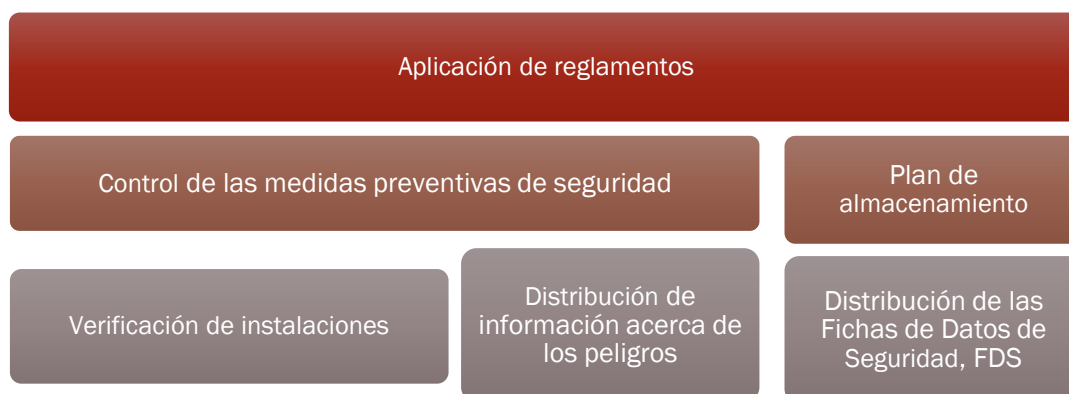 Aplicación de reglamentos
Control de las medidas preventivas de seguridad
Plan de
almacenamiento
Verificación de instalaciones
Distribución de
información acerca de
los peligros
Distribución de las
Fichas de Datos de
Seguridad, FDS